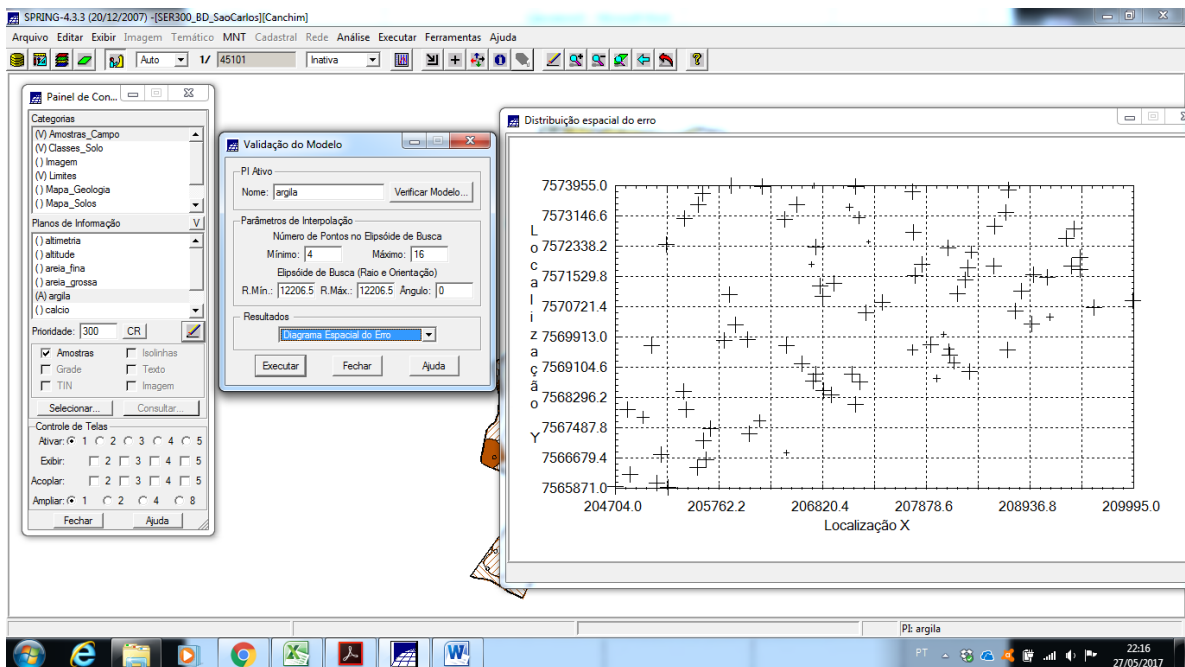 SPRING-4.3.3 (20/12/2007) -[SER300_BD_SaoCarlos][Canchim]
Arquivo Editar Exibir Imagem Temático MNT Cadastral Rede Análise Executar Ferramentas Ajuda
Auto 1/ 45101 Inativa
Painel de Con...
Categorias
(V) Amostras_Campo
(V) Classes_Solo
( ) Imagem
(V) Limites
( ) Mapa_Geologia
( ) Mapa_Solos
Planos de Informação V
( ) altimetria
( ) altitude
( ) areia_fina
( ) areia_grossa
(A) argila
( ) calcio
Prioridade: 300 CR
Amostras Isolinhas
Grade Texto
TIN Imagem
Selecionar... Consultar...
Controle de Telas
Ativar: 1 2 3 4 5
Exibir: 2 3 4 5
Acoplar: 2 3 4 5
Ampliar: 1 2 4 8
Fechar Ajuda
Validação do Modelo
PI Ativo
Nome: argila Verificar Modelo...
Parâmetros de Interpolação
Número de Pontos no Elipsóide de Busca
Mínimo: 4 Máximo: 16
Elipsóide de Busca (Raio e Orientação)
R.Mín.: 12206.5 R.Máx.: 12206.5 Angulo: 0
Resultados
Diagrama Espacial do Erro
Executar Fechar Ajuda
Distribuição espacial do erro
Localização Y
7573955.0
7573146.6
7572338.2
7571529.8
7570721.4
7569913.0
7569104.6
7568296.2
7567487.8
7566679.4
7565871.0
204704.0 205762.2 206820.4 207878.6 208936.8 209995.0
Localização X
PI: argila
PT 22:16
27/05/2017